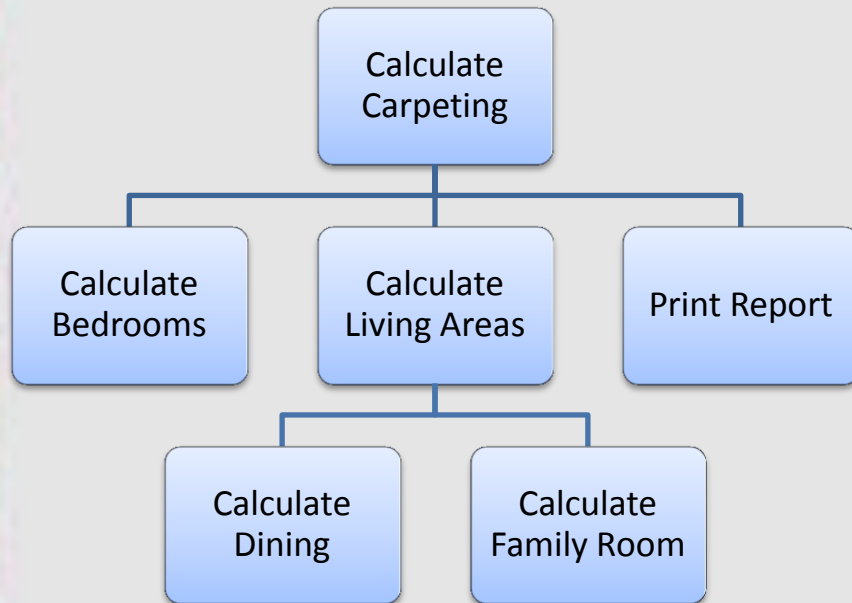 Calculate
Carpeting
Calculate
Bedrooms
Calculate
Living Areas
Print Report
Calculate
Dining
Calculate
Family Room